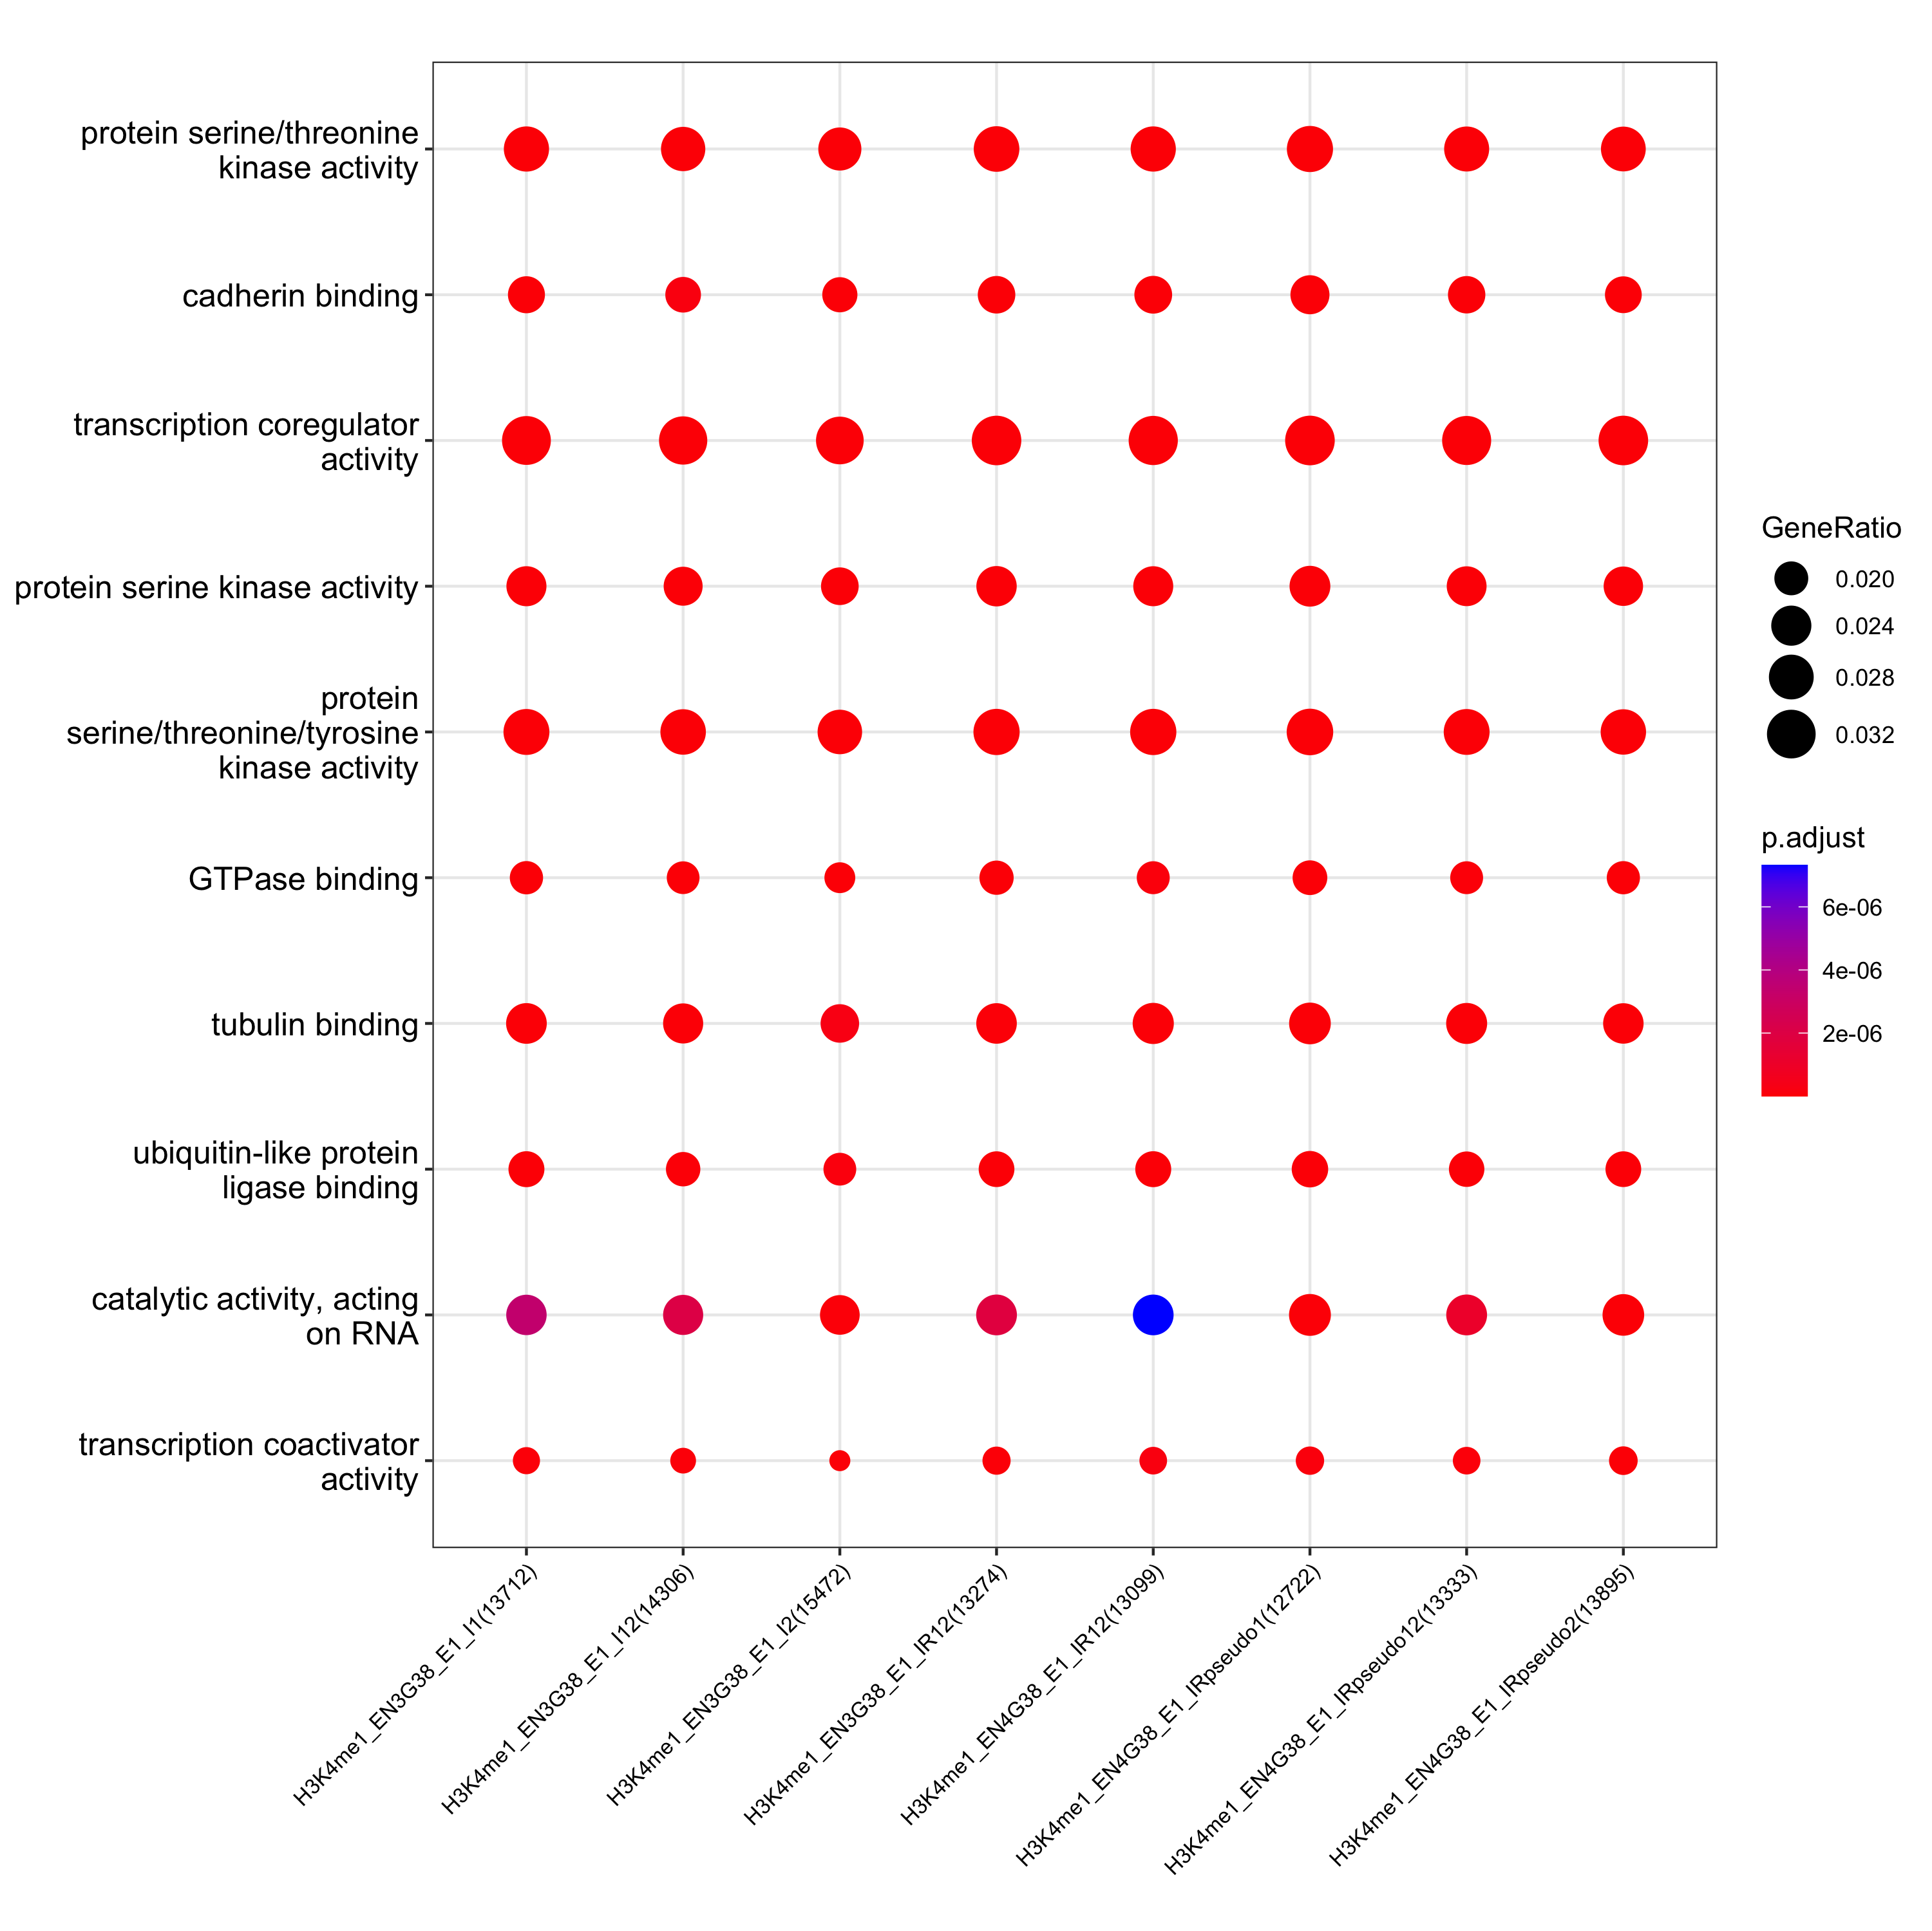 protein serine/threonine
kinase activity
cadherin binding
transcription coregulator
activity
protein serine kinase activity
protein
serine/threonine/tyrosine
kinase activity
GTPase binding
tubulin binding
ubiquitin-like protein
ligase binding
catalytic activity, acting
on RNA
transcription coactivator
activity
H3K4me1_EN3G38_E1_I1(13712)
H3K4me1_EN3G38_E1_I12(14306)
H3K4me1_EN3G38_E1_I2(15472)
H3K4me1_EN3G38_E1_IR12(13274)
H3K4me1_EN4G38_E1_IR12(13099)
H3K4me1_EN4G38_E1_IRpseudo1(12722)
H3K4me1_EN4G38_E1_IRpseudo12(13333)
H3K4me1_EN4G38_E1_IRpseudo2(13895)
GeneRatio
0.020
0.024
0.028
0.032
p.adjust
6e-06
4e-06
2e-06